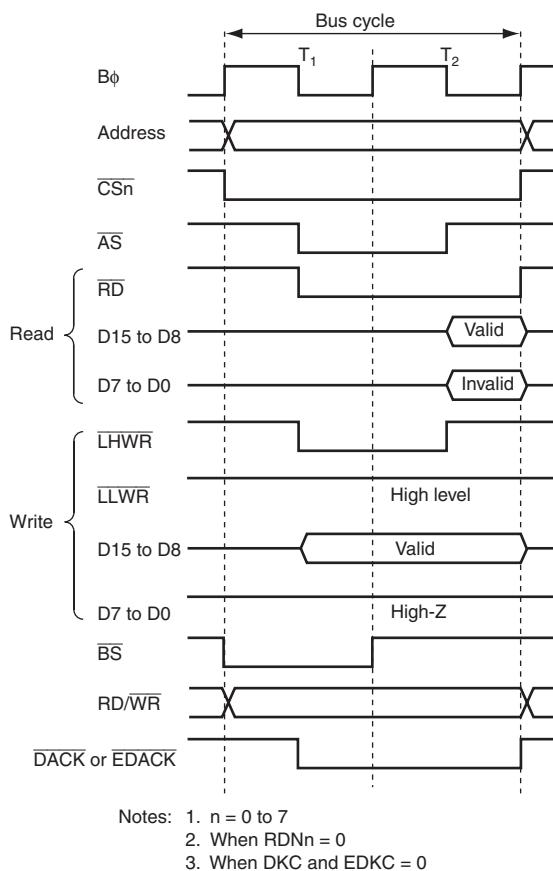 Bus cycle
T1 T2
Bφ
Address
CSn
AS
RD
Read
D15 to D8 Valid
D7 to D0 Invalid
LHWR
LLWR High level
Write
D15 to D8 Valid
D7 to D0 High-Z
BS
RD/WR
DACK or EDACK
Notes: 1. n = 0 to 7
2. When RDNn = 0
3. When DKC and EDKC = 0